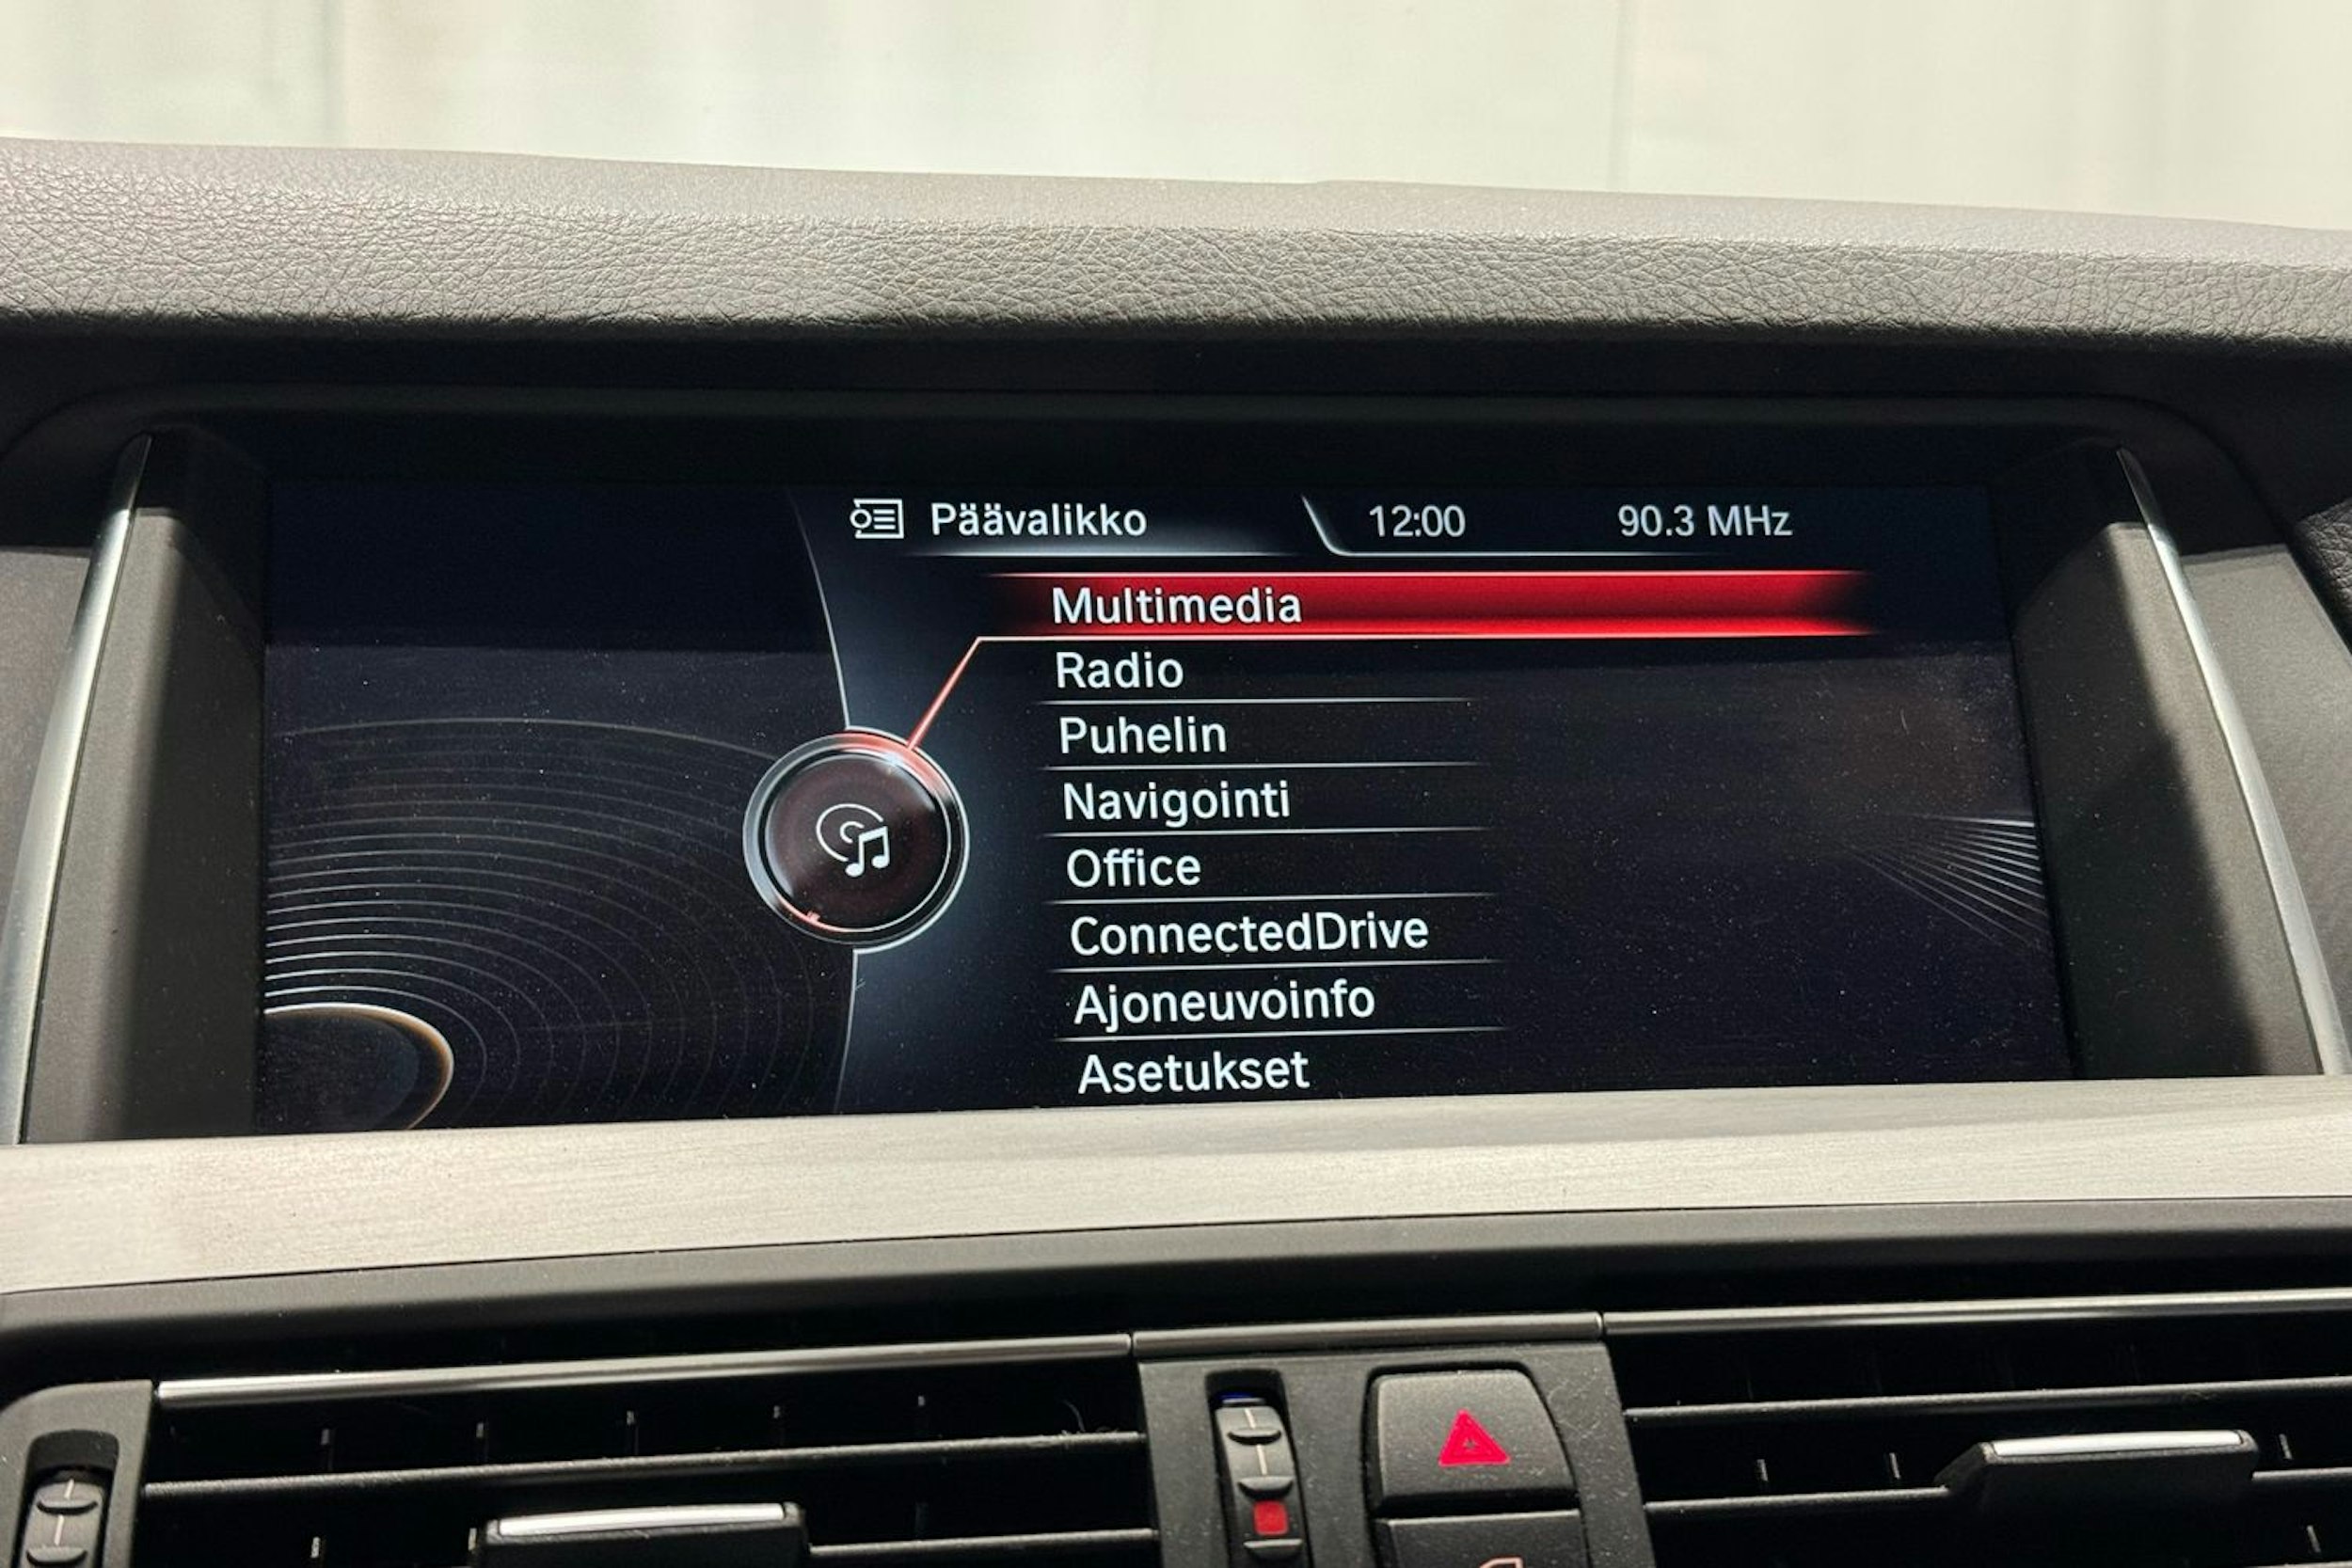 Päävalikko 12:00 90.3 MHz
Multimedia
Radio
Puhelin
Navigointi
Office
ConnectedDrive
Ajoneuvoinfo
Asetukset